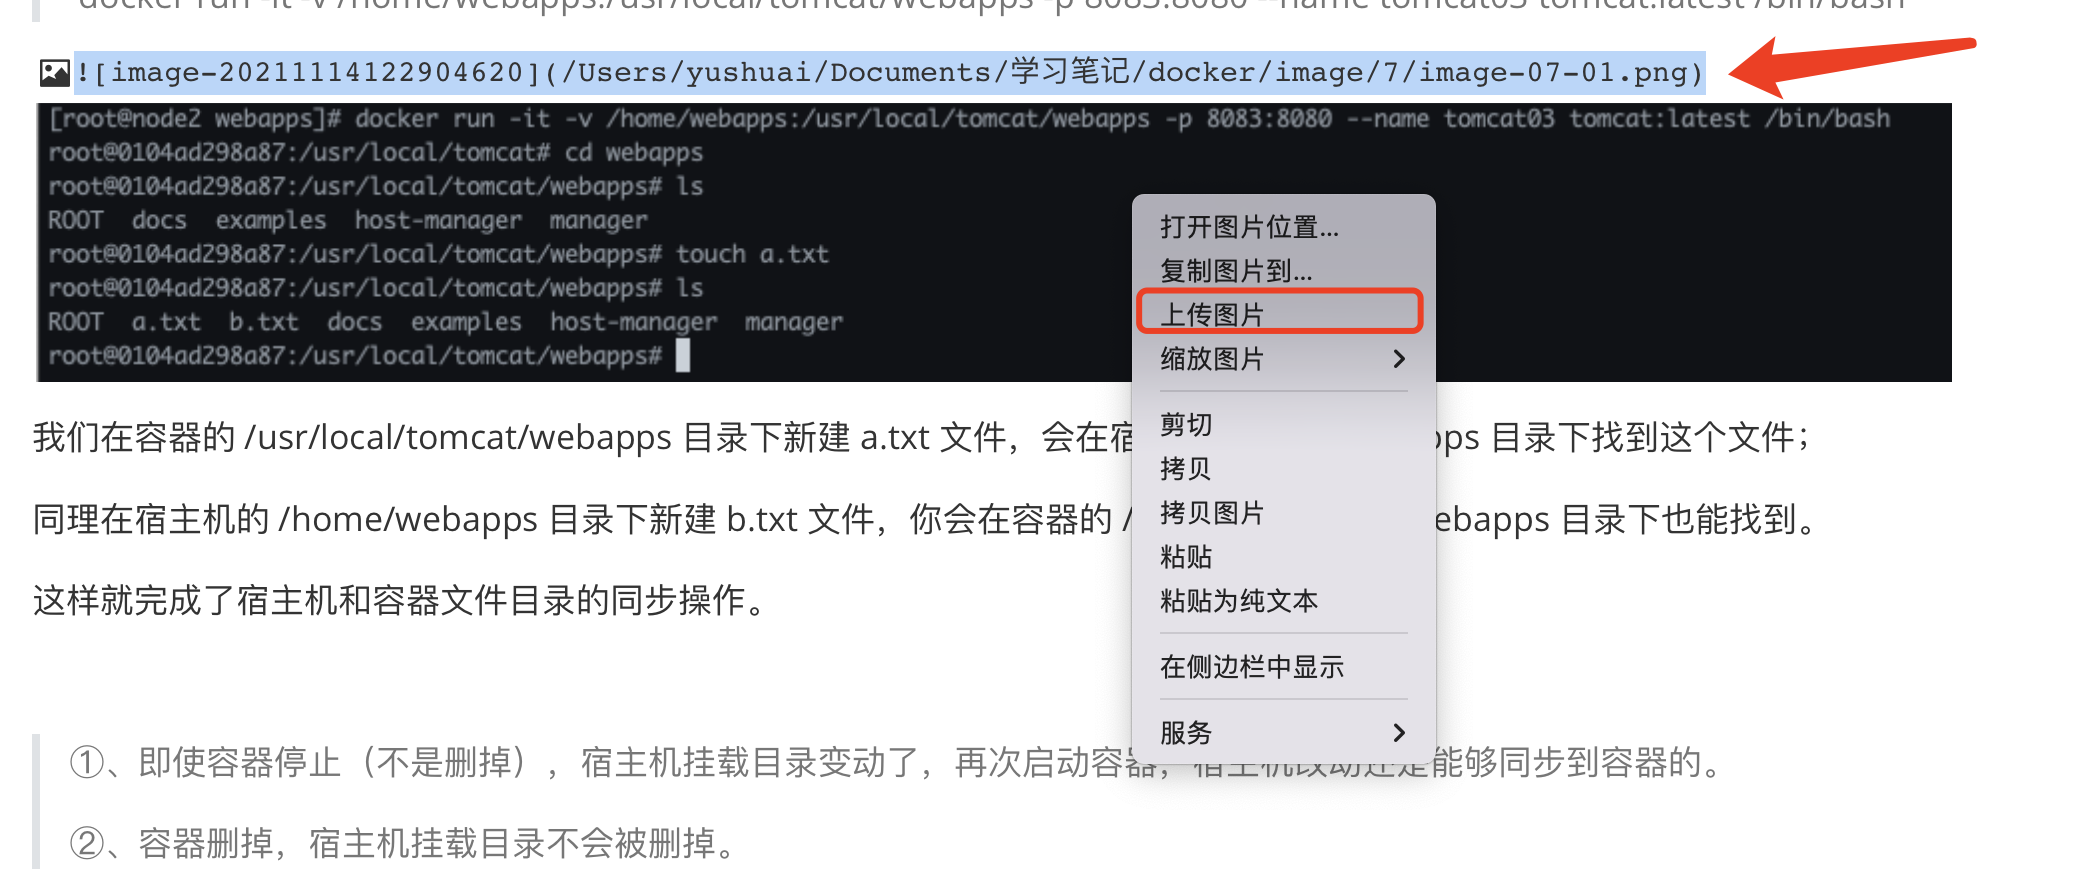 docker run -it -v /home/webapps:/usr/local/tomcat/webapps -p 8083:8080 --name tomcat03 tomcat:latest /bin/bash
![image-20211114122904620](/Users/yushuai/Documents/学习笔记/docker/image/7/image-07-01.png)
[root@node2 webapps]# docker run -it -v /home/webapps:/usr/local/tomcat/webapps -p 8083:8080 --name tomcat03 tomcat:latest /bin/bash
root@0104ad298a87:/usr/local/tomcat# cd webapps
root@0104ad298a87:/usr/local/tomcat/webapps# ls
ROOT docs examples host-manager manager
root@0104ad298a87:/usr/local/tomcat/webapps# touch a.txt
root@0104ad298a87:/usr/local/tomcat/webapps# ls
ROOT a.txt b.txt docs examples host-manager manager
root@0104ad298a87:/usr/local/tomcat/webapps#
打开图片位置...
复制图片到...
上传图片
缩放图片
剪切
拷贝
拷贝图片
粘贴
粘贴为纯文本
在侧边栏中显示
服务
我们在容器的 /usr/local/tomcat/webapps 目录下新建 a.txt 文件，会在宿 pps 目录下找到这个文件；
同理在宿主机的 /home/webapps 目录下新建 b.txt 文件，你会在容器的 / ebapps 目录下也能找到。
这样就完成了宿主机和容器文件目录的同步操作。
①、即使容器停止（不是删掉），宿主机挂载目录变动了，再次启动容器，宿主机改动还是能够同步到容器的。
②、容器删掉，宿主机挂载目录不会被删掉。